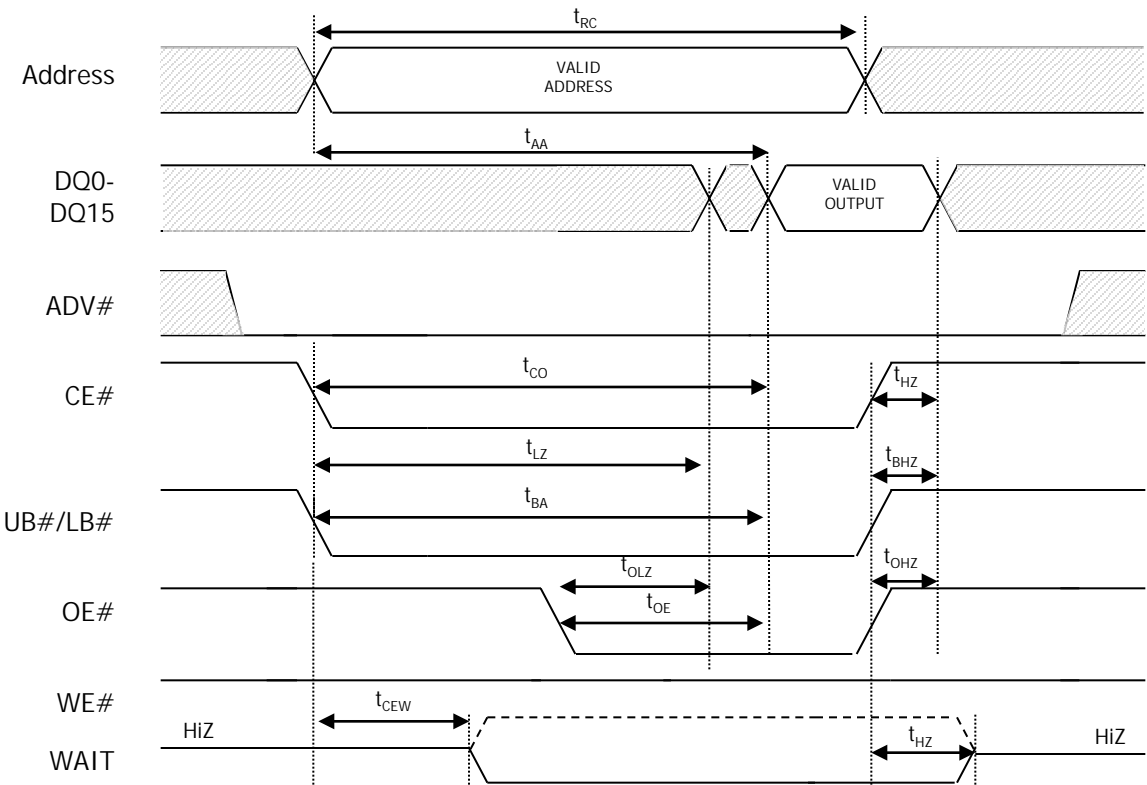 tRC
Address
VALID
ADDRESS
tAA
DQ0-
DQ15
VALID
OUTPUT
ADV#
CE#
tCO
tHZ
tLZ
tBHZ
UB#/LB#
tBA
tOLZ
tOHZ
OE#
tOE
WE#
tCEW
HiZ
tHZ
HiZ
WAIT